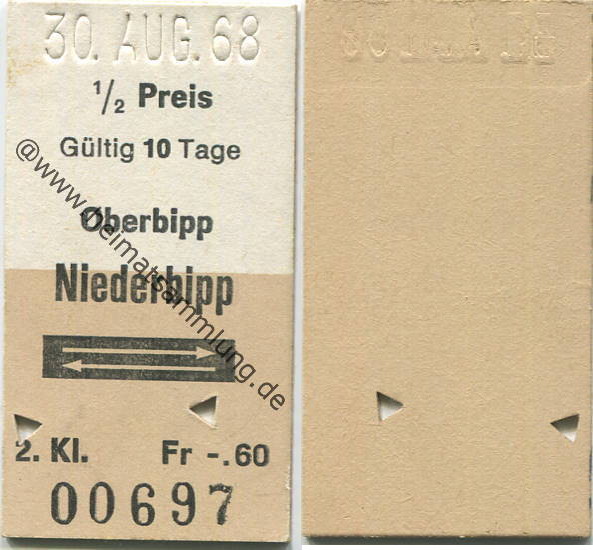 30. AUG. 68
1/2 Preis
Gültig 10 Tage
Oberbipp
Niederbipp
2. Kl. Fr -.60
00697
@www.heimatsammlung.de